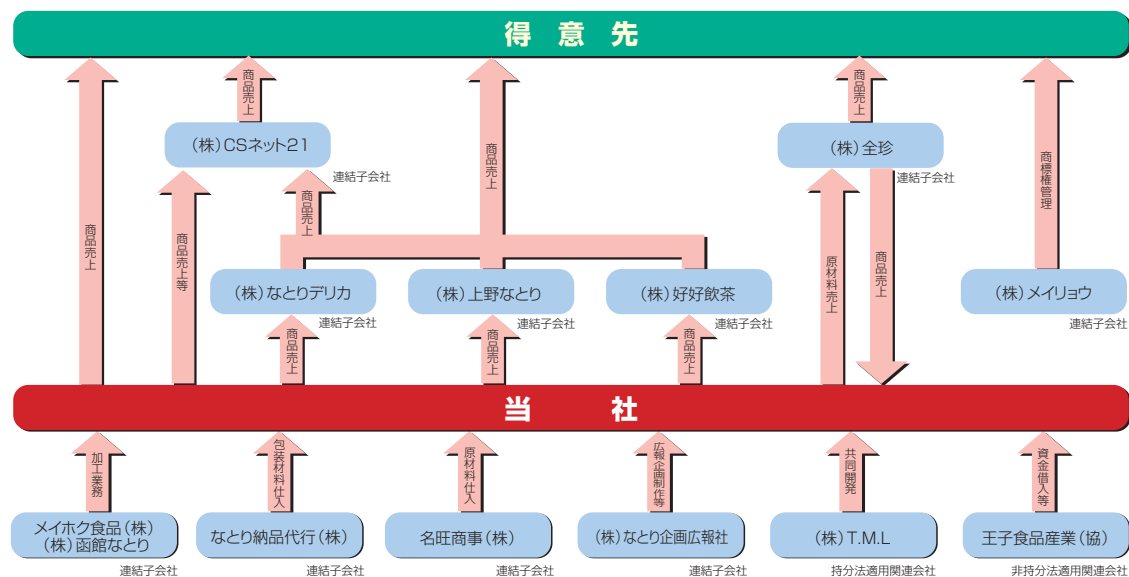 得意先
商品売上
商品売上
商品売上
商品売上
商標権管理
(株)CSネット21
連結子会社
(株)全珍
連結子会社
商品売上等
商品売上
原材料売上
商品売上
(株)なとりデリカ
連結子会社
(株)上野なとり
連結子会社
(株)好好飲茶
連結子会社
(株)メイリョウ
連結子会社
商品売上
商品売上
商品売上
当社
加工業務
包装材料仕入
原材料仕入
広報企画制作等
共同開発
資金借入等
メイホク食品(株)
(株)函館なとり
連結子会社
なとり納品代行(株)
連結子会社
名旺商事(株)
連結子会社
(株)なとり企画広報社
連結子会社
(株)T.M.L
持分法適用関連会社
王子食品産業(協)
非持分法適用関連会社